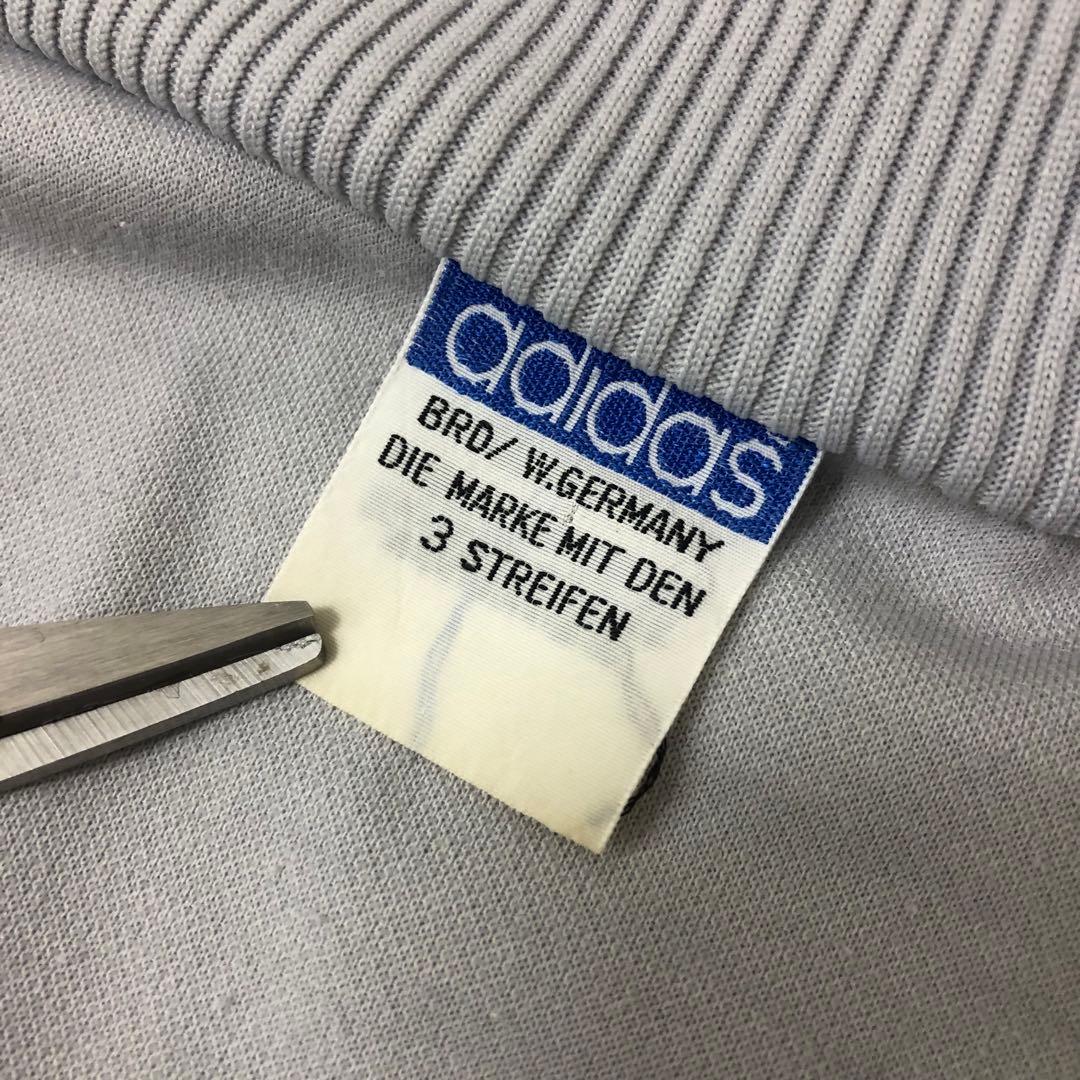 adidas
BRD/ W.GERMANY
DIE MARKE MIT DEN
3 STREIFEN